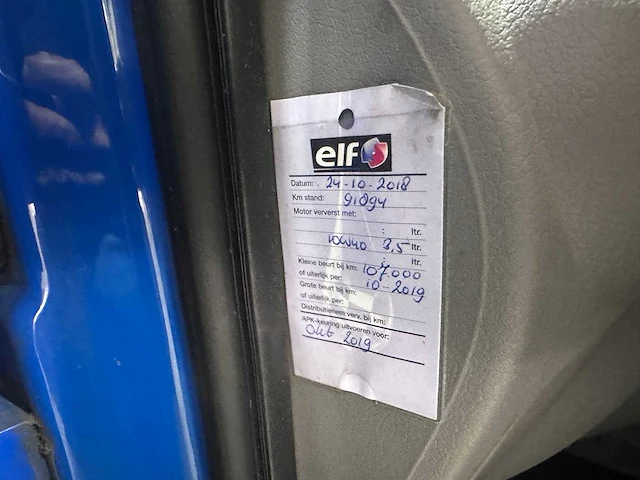 elf
Datum: 24-10-2018
Km stand: 91.894
Motor ververst met:
: ltr.
10W40 3,5 ltr.
: ltr.
Kleine beurt bij km: 107.000
of uiterlijk per: 10-2019
Grote beurt bij km:
of uiterlijk per:
Distributieriem verv. bij km:
APK-keuring uitvoeren voor:
Okt 2019